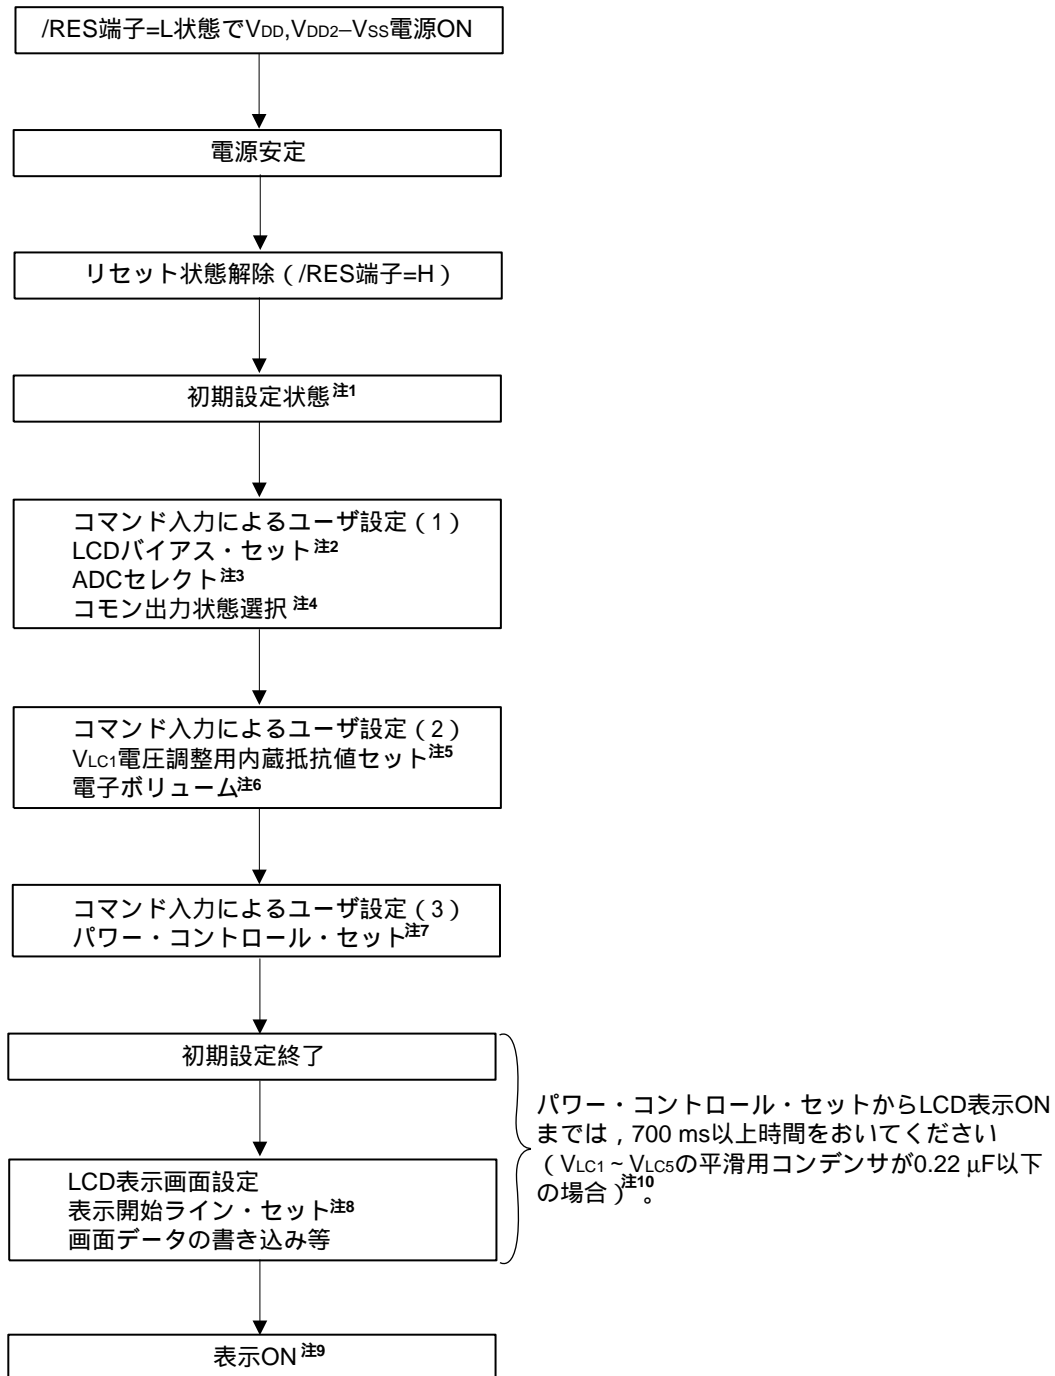 /RES端子=L状態でVDD,VDD2–VSS電源ON
電源安定
リセット状態解除（/RES端子=H）
初期設定状態注1
コマンド入力によるユーザ設定（1）
LCDバイアス・セット注2
ADCセレクト注3
コモン出力状態選択注4
コマンド入力によるユーザ設定（2）
VLC1電圧調整用内蔵抵抗値セット注5
電子ボリューム注6
コマンド入力によるユーザ設定（3）
パワー・コントロール・セット注7
初期設定終了
パワー・コントロール・セットからLCD表示ON
までは，700 ms以上時間をおいてください
（VLC1～VLC5の平滑用コンデンサが0.22 μF以下
の場合）注10。
LCD表示画面設定
表示開始ライン・セット注8
画面データの書き込み等
表示ON注9